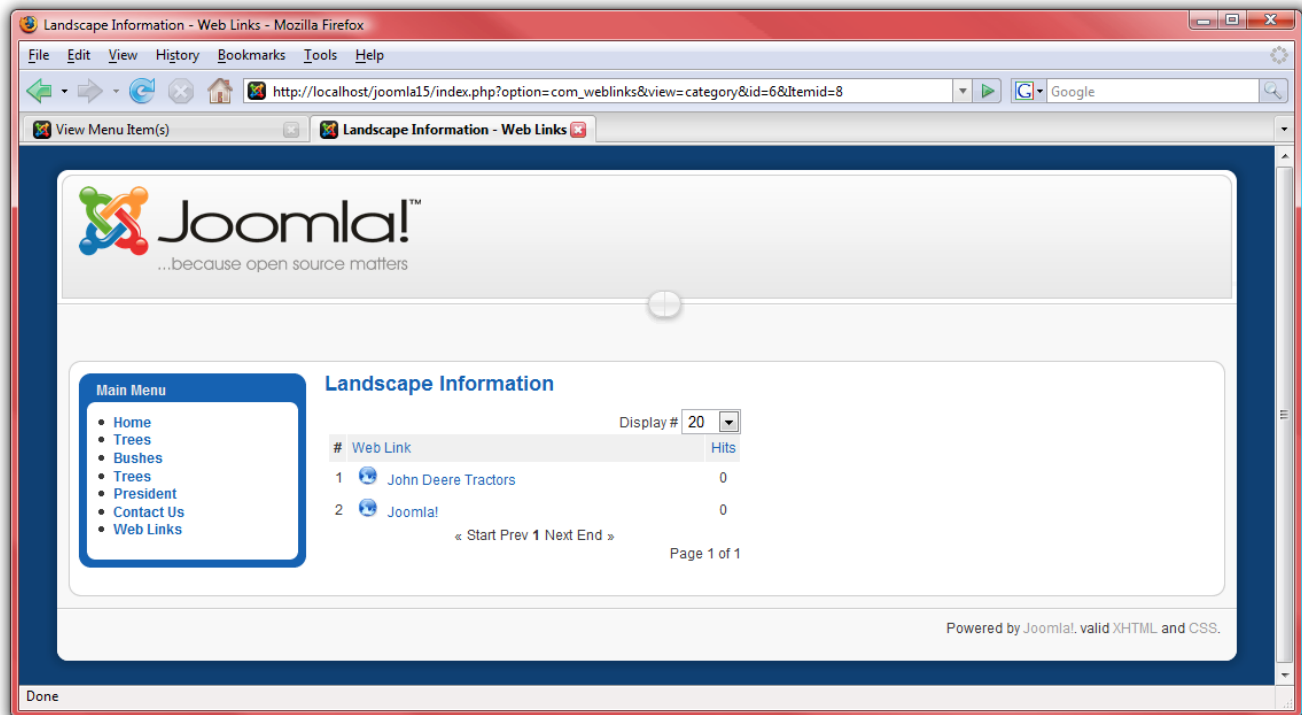 Landscape Information - Web Links - Mozilla Firefox
File Edit View History Bookmarks Tools Help
http://localhost/joomla15/index.php?option=com_weblinks&view=category&id=6&Itemid=8
G Google
View Menu Item(s)
Landscape Information - Web Links
Joomla!™
...because open source matters
Main Menu
Home
Trees
Bushes
Trees
President
Contact Us
Web Links
Landscape Information
Display # 20
# Web Link Hits
1 John Deere Tractors 0
2 Joomla! 0
« Start Prev 1 Next End »
Page 1 of 1
Powered by Joomla!. valid XHTML and CSS.
Done